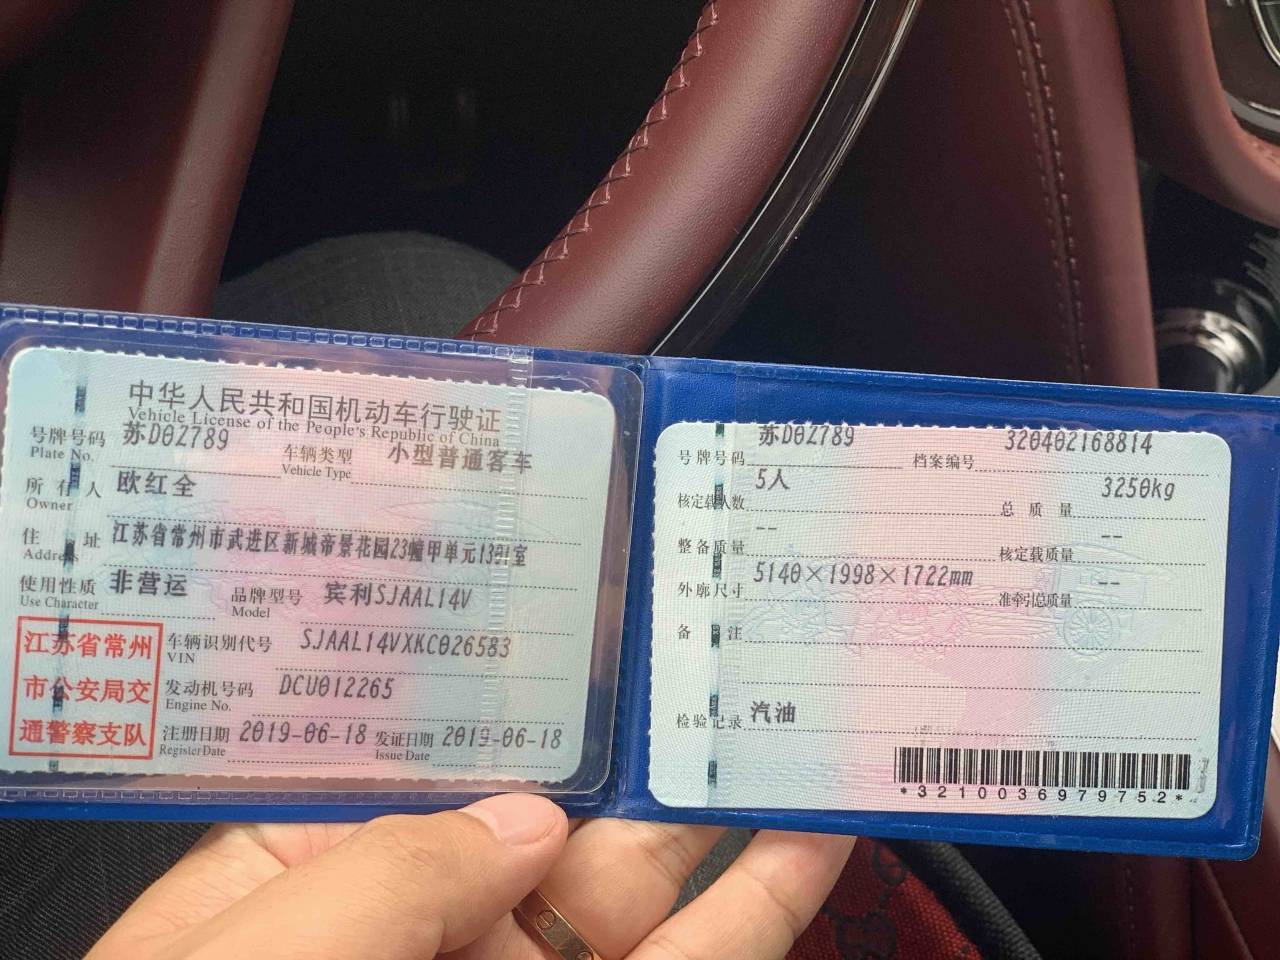 中华人民共和国机动车行驶证
Vehicle License of the People's Republic of China
号牌号码 苏D0Z789 车辆类型 小型普通客车
Plate No. Vehicle Type
所有人 欧红全
Owner
住址 江苏省常州市武进区新城帝景花园23幢甲单元1301室
Address
使用性质 非营运 品牌型号 宾利SJAAL14V
Use Character Model
江苏省常州
市公安局交
通警察支队
车辆识别代号 SJAAL14VXKC026583
VIN
发动机号码 DCU012265
Engine No.
注册日期 2019-06-18 发证日期 2019-06-18
Register Date Issue Date
号牌号码 苏D0Z789 档案编号 320402168814
核定载人数 5人 总质量 3250kg
整备质量 -- 核定载质量 --
外廓尺寸 5140×1998×1722mm 准牵引总质量 --
备注
检验记录 汽油
*3210036979752*